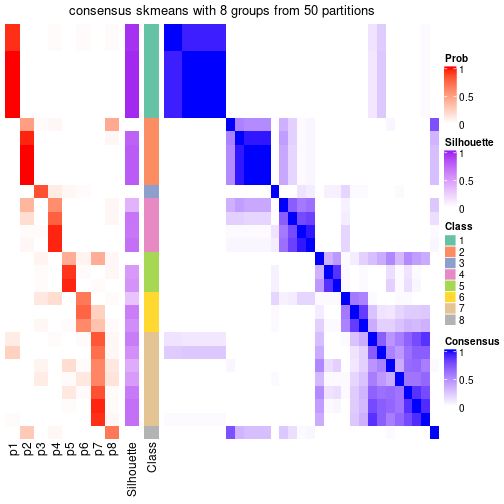 consensus skmeans with 8 groups from 50 partitions
Prob
1
0.5
0
Silhouette
1
0.5
0
Class
1
2
3
4
5
6
7
8
Consensus
1
0.5
0
p1 p2 p3 p4 p5 p6 p7 p8 Silhouette Class